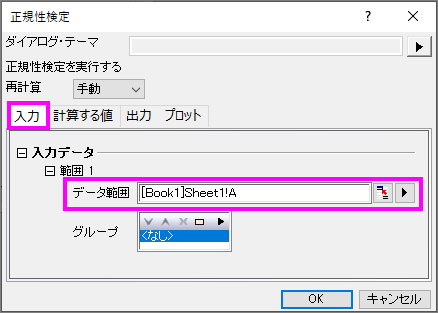 正規性検定
ダイアログ・テーマ
正規性検定を実行する
再計算 手動
入力 計算する値 出力 プロット
入力データ
範囲 1
データ範囲 [Book1]Sheet1!A
グループ
<なし>
OK キャンセル